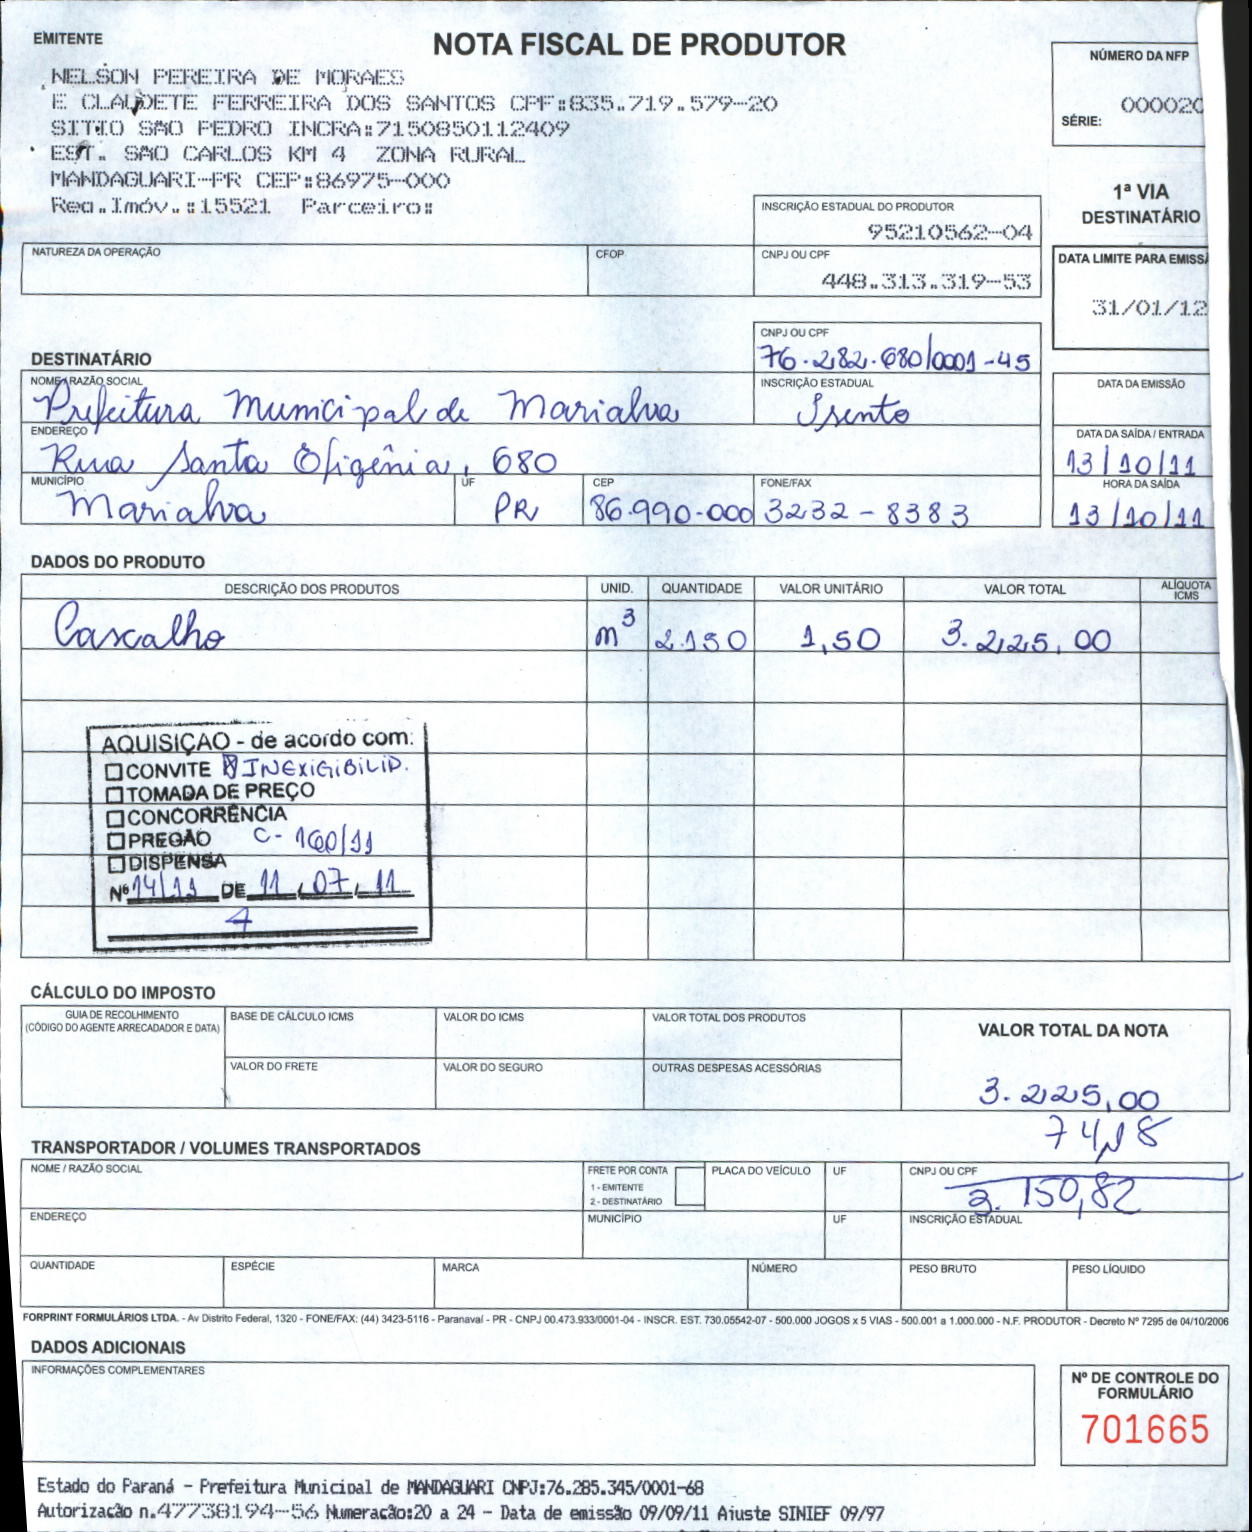 EMITENTE
NOTA FISCAL DE PRODUTOR
NELSON PEREIRA DE MORAES
E CLAUDETE FERREIRA DOS SANTOS CPF:835.719.579-20
SITIO SAO PEDRO INCRA:7150850112409
EST. SAO CARLOS KM 4 ZONA RURAL
MANDAGUARI-PR CEP:86975-000
Reg.Imóv.:15521 Parceiro:
NÚMERO DA NFP
000020
SÉRIE:
1ª VIA
DESTINATÁRIO
INSCRIÇÃO ESTADUAL DO PRODUTOR
95210562-04
NATUREZA DA OPERAÇÃO
CFOP
CNPJ OU CPF
448.313.319-53
DATA LIMITE PARA EMISSÃ
31/01/12
DESTINATÁRIO
CNPJ OU CPF
76.282.680/0001-45
NOME / RAZÃO SOCIAL
Prefeitura Municipal de Marialva
INSCRIÇÃO ESTADUAL
Isento
DATA DA EMISSÃO
ENDEREÇO
Rua Santa Efigênia, 680
DATA DA SAÍDA / ENTRADA
13/10/11
MUNICÍPIO
Marialva
UF
PR
CEP
86.990-000
FONE/FAX
3232-8383
HORA DA SAÍDA
13/10/11
DADOS DO PRODUTO
DESCRIÇÃO DOS PRODUTOS UNID. QUANTIDADE VALOR UNITÁRIO VALOR TOTAL ALÍQUOTA ICMS
Cascalho m³ 2.150 1,50 3.225,00
AQUISIÇAO - de acordo com:
CONVITE INEXIGIBILID.
TOMADA DE PREÇO
CONCORRÊNCIA
PREGÃO C- 160/11
DISPENSA
Nº 14/11 DE 11/07/11
CÁLCULO DO IMPOSTO
GUIA DE RECOLHIMENTO
(CÓDIGO DO AGENTE ARRECADADOR E DATA)
BASE DE CÁLCULO ICMS
VALOR DO ICMS
VALOR TOTAL DOS PRODUTOS
VALOR TOTAL DA NOTA
VALOR DO FRETE
VALOR DO SEGURO
OUTRAS DESPESAS ACESSÓRIAS
3.225,00
74,18
3.150,82
TRANSPORTADOR / VOLUMES TRANSPORTADOS
NOME / RAZÃO SOCIAL
FRETE POR CONTA
1 - EMITENTE
2 - DESTINATÁRIO
PLACA DO VEÍCULO
UF
CNPJ OU CPF
ENDEREÇO
MUNICÍPIO
UF
INSCRIÇÃO ESTADUAL
QUANTIDADE
ESPÉCIE
MARCA
NÚMERO
PESO BRUTO
PESO LÍQUIDO
FORPRINT FORMULÁRIOS LTDA. - Av Distrito Federal, 1320 - FONE/FAX: (44) 3423-5116 - Paranavaí - PR - CNPJ 00.473.933/0001-04 - INSCR. EST. 730.05542-07 - 500.000 JOGOS x 5 VIAS - 500.001 a 1.000.000 - N.F. PRODUTOR - Decreto Nº 7295 de 04/10/2006
DADOS ADICIONAIS
INFORMAÇÕES COMPLEMENTARES
Nº DE CONTROLE DO
FORMULÁRIO
701665
Estado do Paraná - Prefeitura Municipal de MANDAGUARI CNPJ:76.285.345/0001-68
Autorização n.47738194-56 Numeração:20 a 24 - Data de emissão 09/09/11 Ajuste SINIEF 09/97